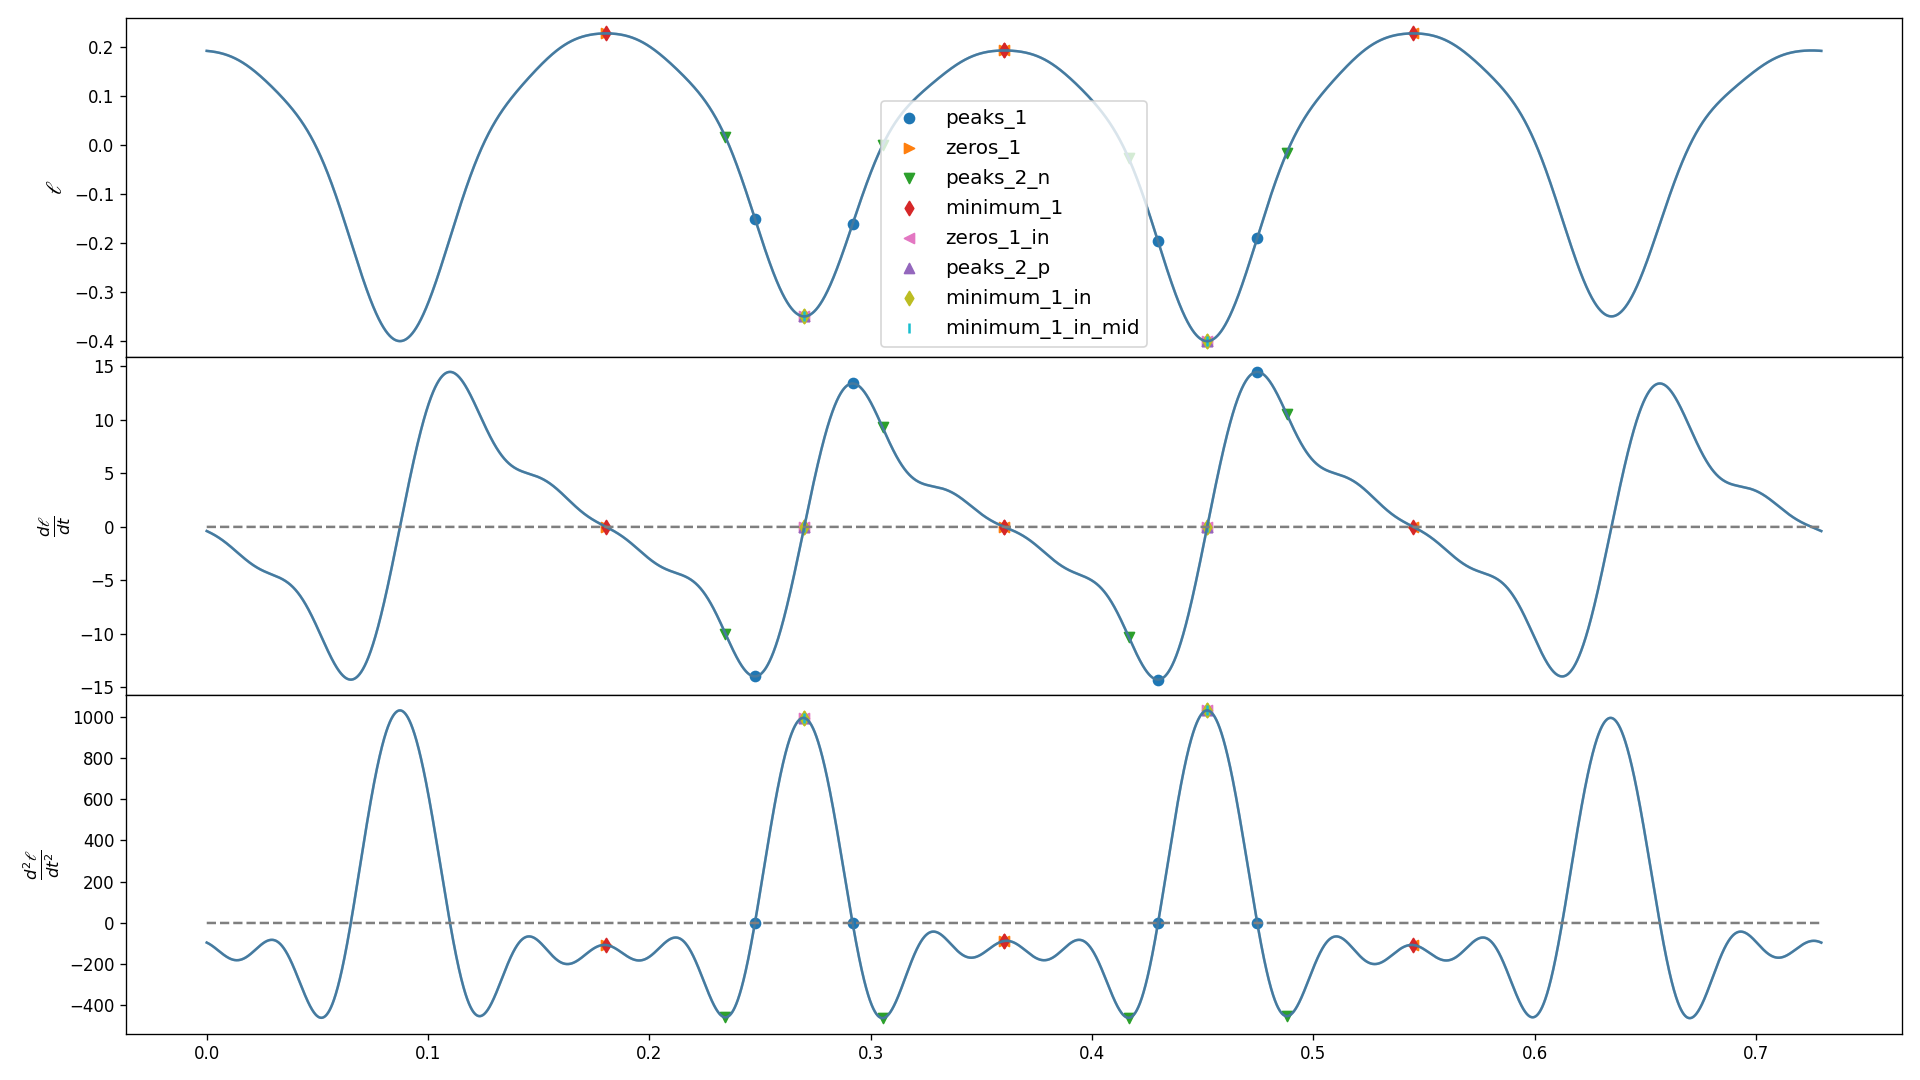 0.2
0.1
0.0
−0.1
−0.2
−0.3
−0.4
ℓ
peaks_1
zeros_1
peaks_2_n
minimum_1
zeros_1_in
peaks_2_p
minimum_1_in
minimum_1_in_mid
15
10
5
0
−5
−10
−15
dℓ
dt
1000
800
600
400
200
0
−200
−400
d²ℓ
dt²
0.0 0.1 0.2 0.3 0.4 0.5 0.6 0.7